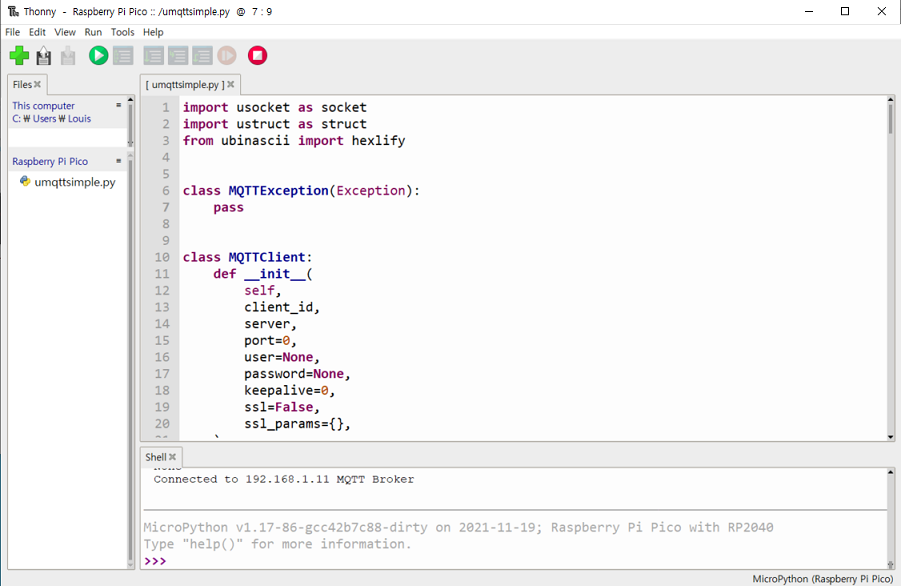 Thonny - Raspberry Pi Pico :: /umqttsimple.py @ 7 : 9
File Edit View Run Tools Help
Files
This computer
C: ₩ Users ₩ Louis
Raspberry Pi Pico
umqttsimple.py
[ umqttsimple.py ]
1 import usocket as socket
2 import ustruct as struct
3 from ubinascii import hexlify
4
5
6 class MQTTException(Exception):
7     pass
8
9
10 class MQTTClient:
11     def __init__(
12         self,
13         client_id,
14         server,
15         port=0,
16         user=None,
17         password=None,
18         keepalive=0,
19         ssl=False,
20         ssl_params={},
21     )
Shell
None
Connected to 192.168.1.11 MQTT Broker
MicroPython v1.17-86-gcc42b7c88-dirty on 2021-11-19; Raspberry Pi Pico with RP2040
Type "help()" for more information.
>>>
MicroPython (Raspberry Pi Pico)